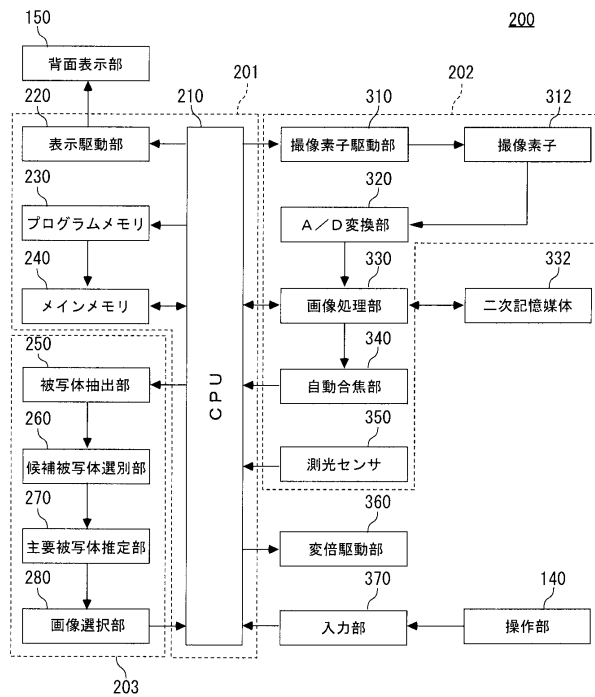 200
150
背面表示部
201
202
220
210
310
312
表示駆動部
撮像素子駆動部
撮像素子
230
320
プログラムメモリ
A/D変換部
240
330
332
メインメモリ
画像処理部
二次記憶媒体
250
340
被写体抽出部
CPU
自動合焦部
260
350
候補被写体選別部
測光センサ
270
360
主要被写体推定部
変倍駆動部
280
370
140
画像選択部
入力部
操作部
203